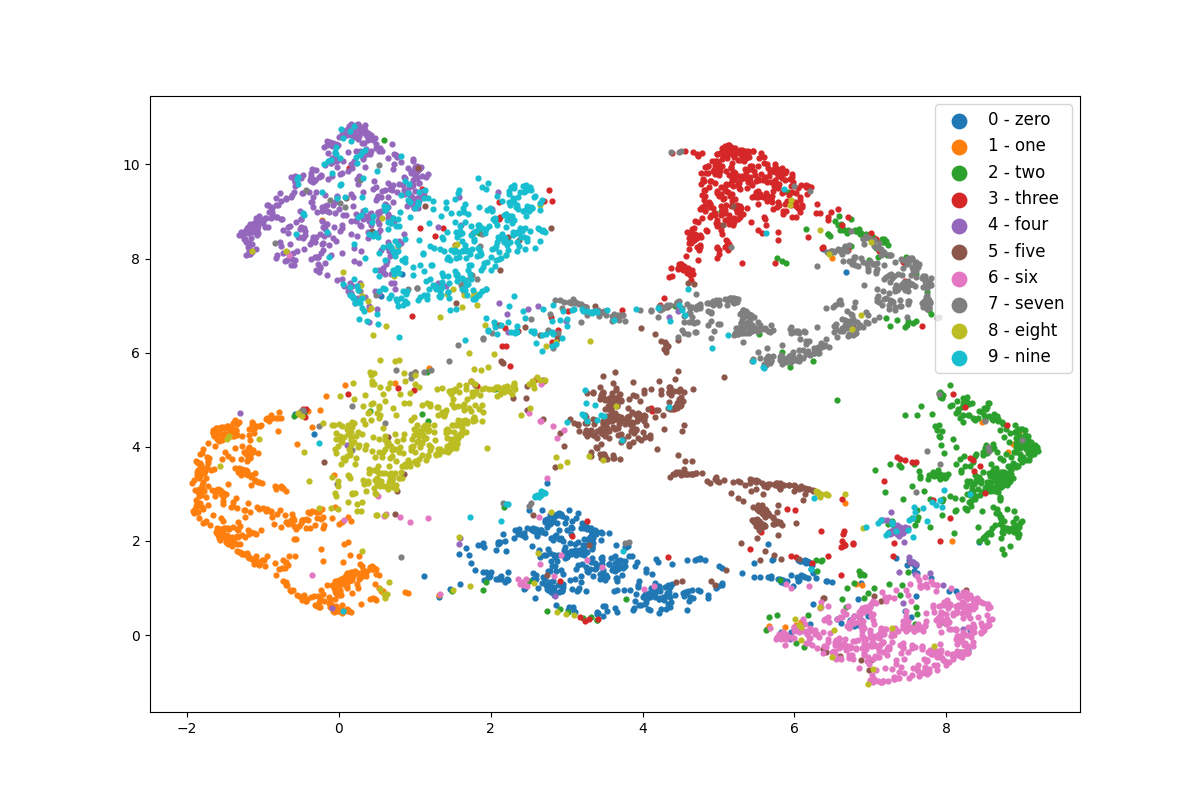 0 - zero
1 - one
2 - two
3 - three
4 - four
5 - five
6 - six
7 - seven
8 - eight
9 - nine
10
8
6
4
2
0
−2 0 2 4 6 8